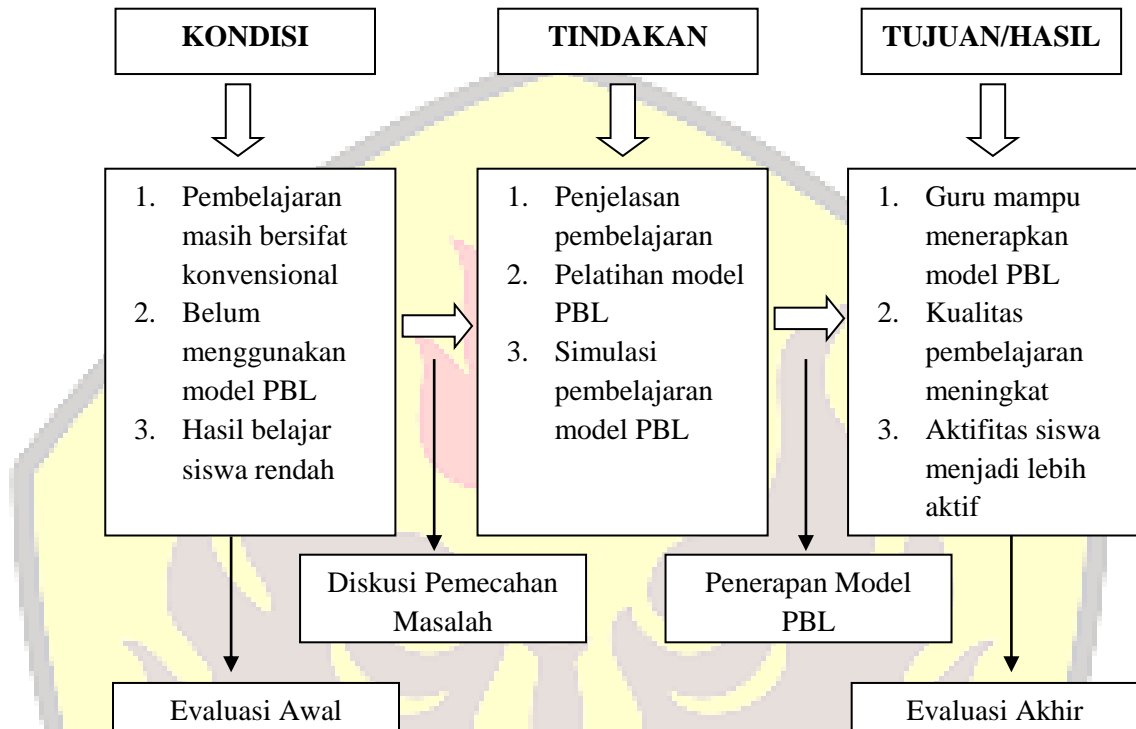 KONDISI
TINDAKAN
TUJUAN/HASIL
1. Pembelajaran
masih bersifat
konvensional
2. Belum
menggunakan
model PBL
3. Hasil belajar
siswa rendah
1. Penjelasan
pembelajaran
2. Pelatihan model
PBL
3. Simulasi
pembelajaran
model PBL
1. Guru mampu
menerapkan
model PBL
2. Kualitas
pembelajaran
meningkat
3. Aktifitas siswa
menjadi lebih
aktif
Diskusi Pemecahan
Masalah
Penerapan Model
PBL
Evaluasi Awal
Evaluasi Akhir